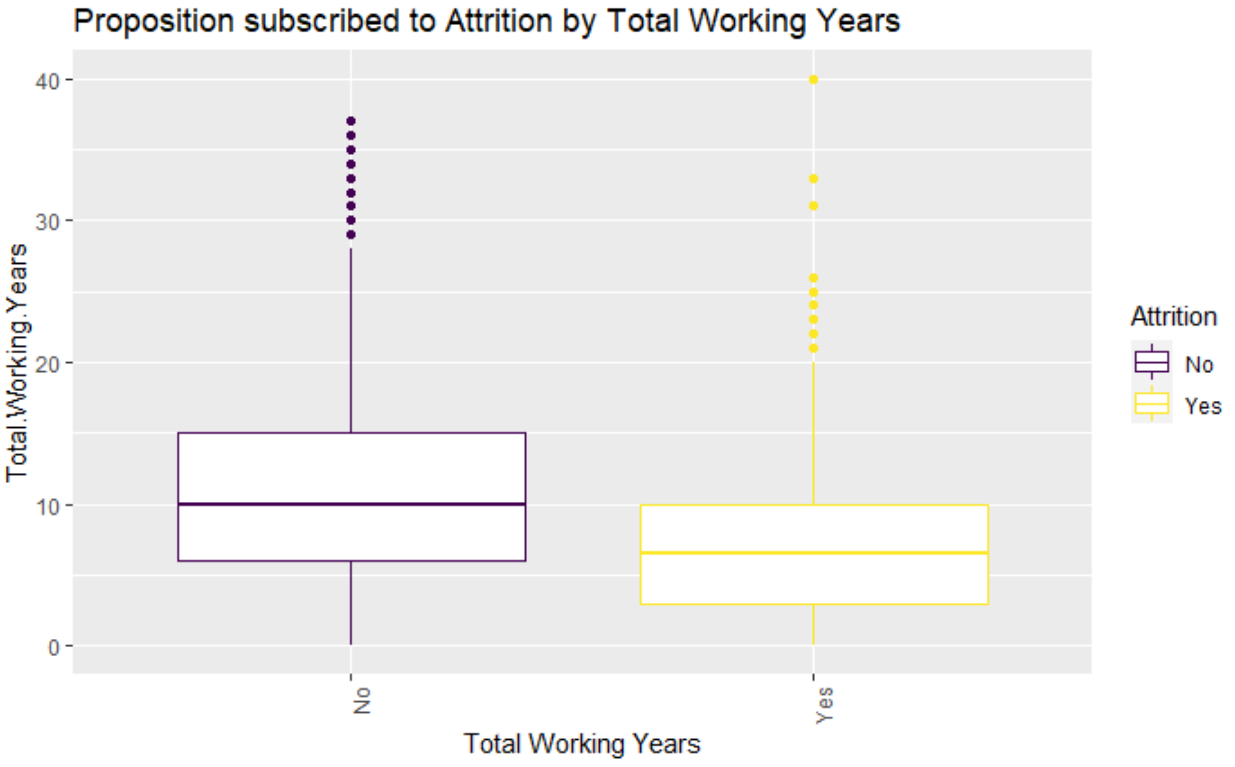 Proposition subscribed to Attrition by Total Working Years
Total.Working.Years
40
30
20
10
0
No
Yes
Total Working Years
Attrition
No
Yes